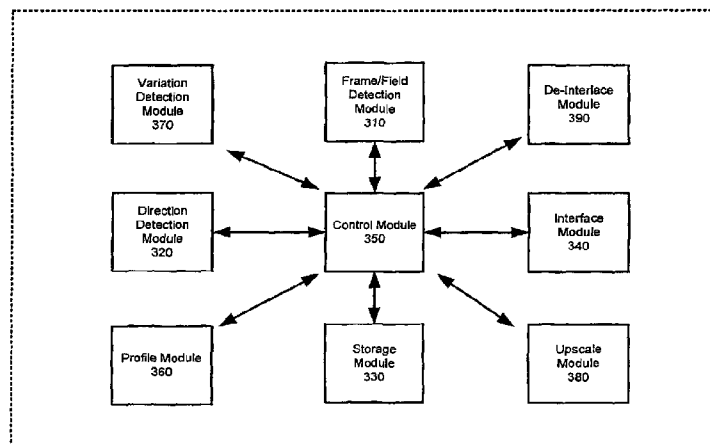 Variation
Detection
Module
370
Frame/Field
Detection
Module
310
De-Interlace
Module
390
Direction
Detection
Module
320
Control Module
350
Interface
Module
340
Profile Module
360
Storage
Module
330
Upscale
Module
380